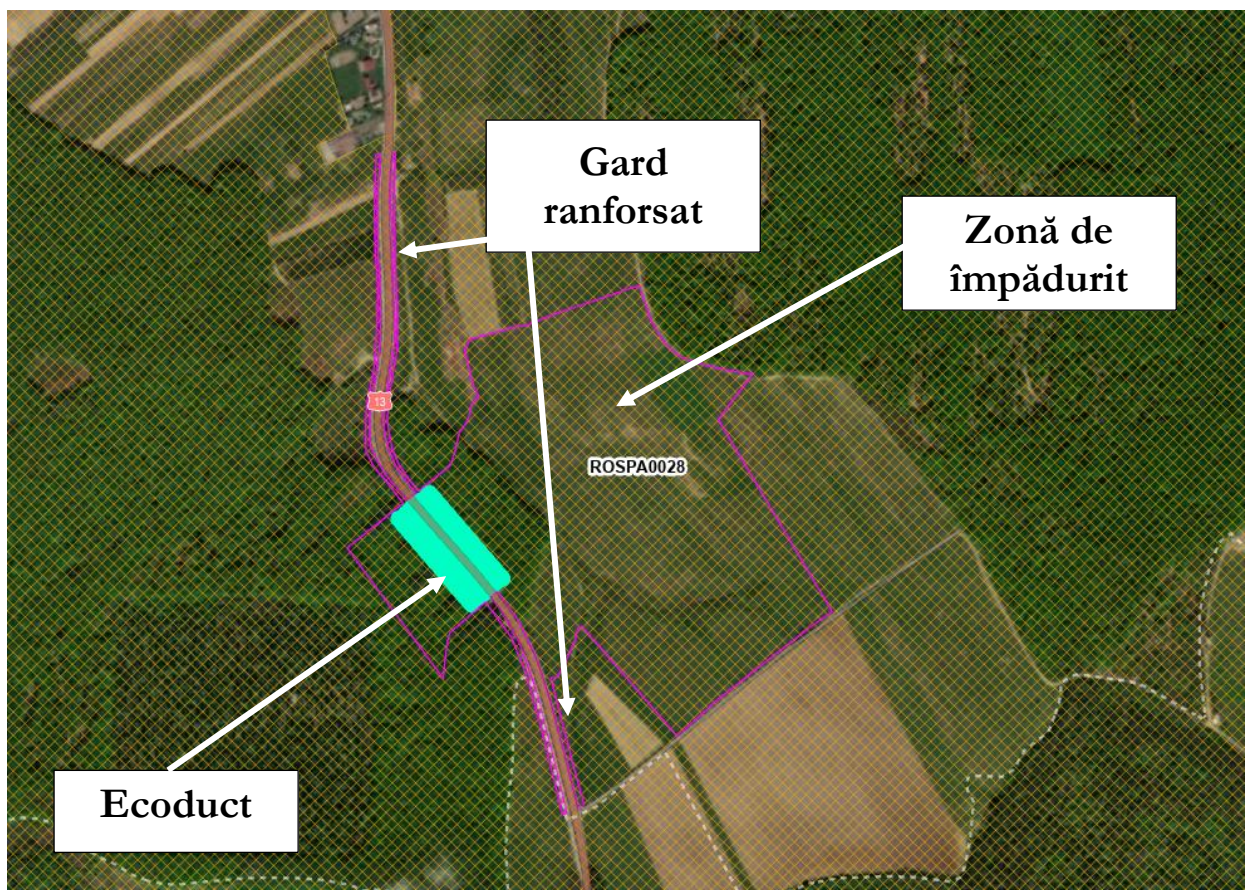 Gard
ranforsat
Zonă de
împădurit
13
ROSPA0028
Ecoduct